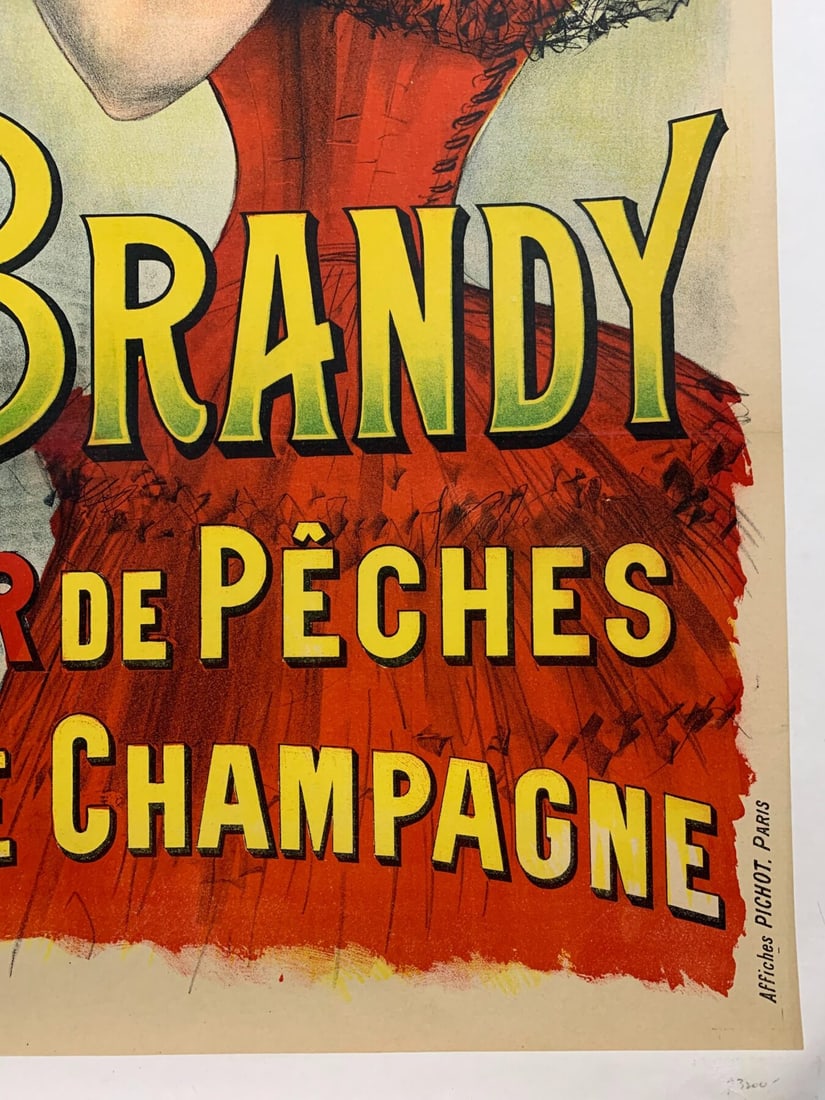 BRANDY
R DE PÊCHES
E CHAMPAGNE
Affiches PICHOT, PARIS